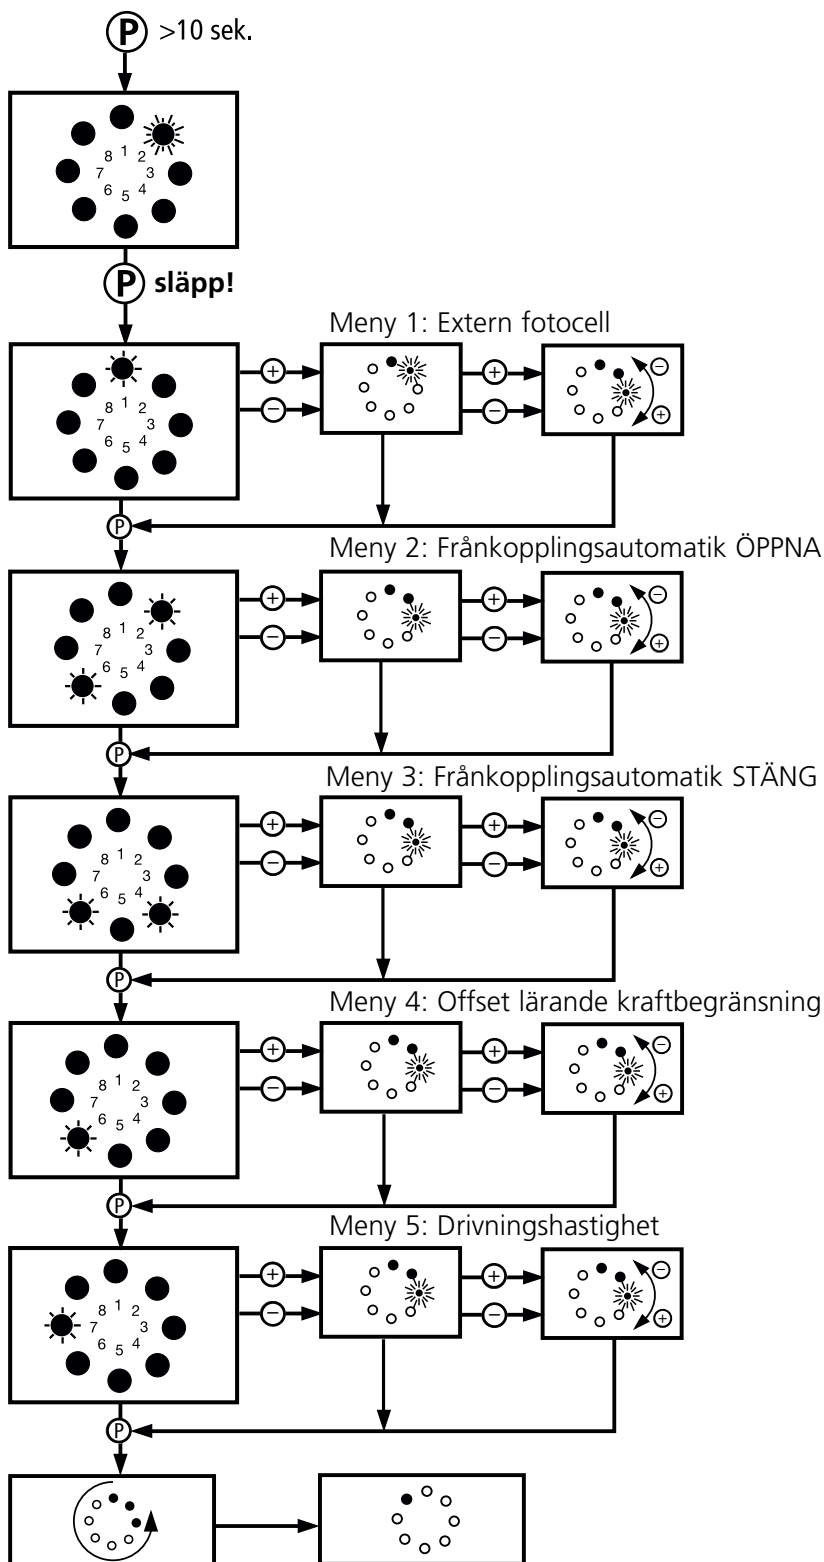 P >10 sek.
8 1 2
7 3
6 5 4
P släpp!
Meny 1: Extern fotocell
+ + −
8 1 2
7 3
− − +
6 5 4
P
Meny 2: Frånkopplingsautomatik ÖPPNA
+ + −
8 1 2
7 3
− − +
6 5 4
P
Meny 3: Frånkopplingsautomatik STÄNG
+ + −
8 1 2
7 3
− − +
6 5 4
P
Meny 4: Offset lärande kraftbegränsning
+ + −
8 1 2
7 3
− − +
6 5 4
P
Meny 5: Drivningshastighet
+ + −
8 1 2
7 3
− − +
6 5 4
P